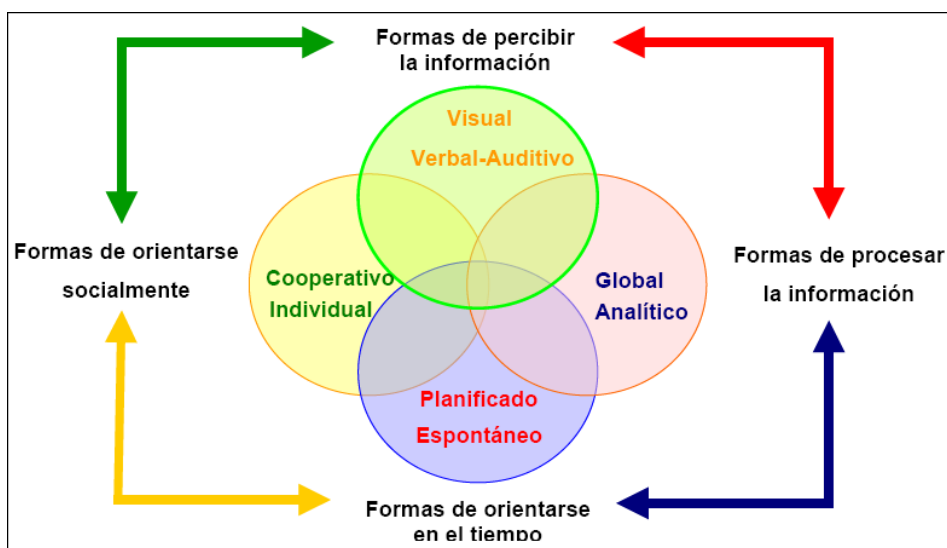 Formas de percibir
la información
Visual
Verbal-Auditivo
Formas de orientarse
socialmente
Cooperativo
Individual
Global
Analítico
Formas de procesar
la información
Planificado
Espontáneo
Formas de orientarse
en el tiempo